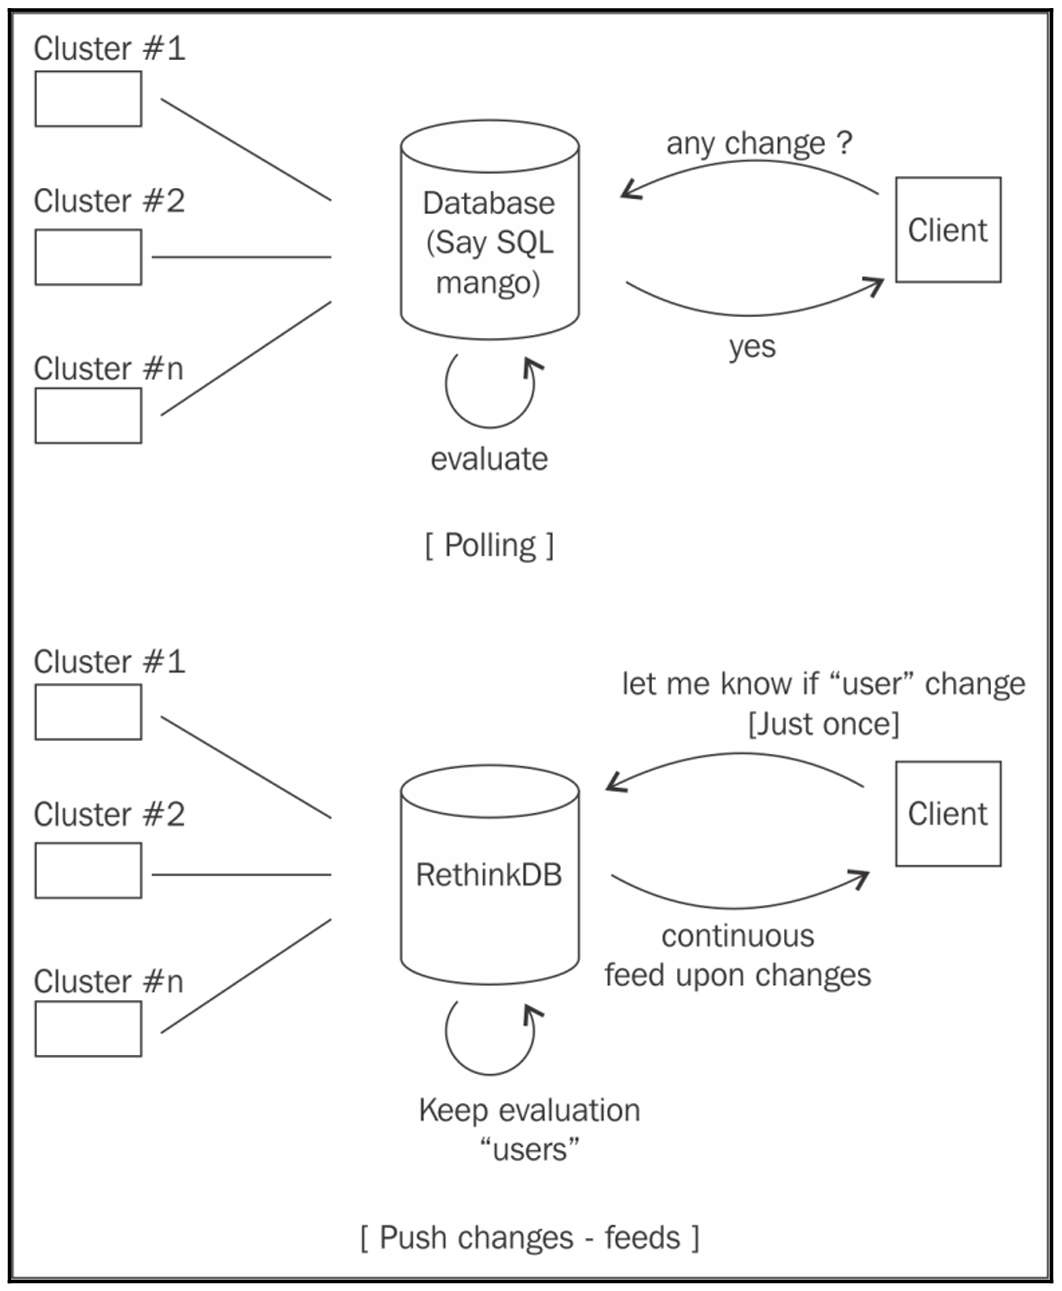 Cluster #1
Cluster #2
Cluster #n
Database
(Say SQL
mango)
any change ?
Client
yes
evaluate
[ Polling ]
Cluster #1
Cluster #2
Cluster #n
let me know if “user” change
[Just once]
RethinkDB
Client
continuous
feed upon changes
Keep evaluation
“users”
[ Push changes - feeds ]